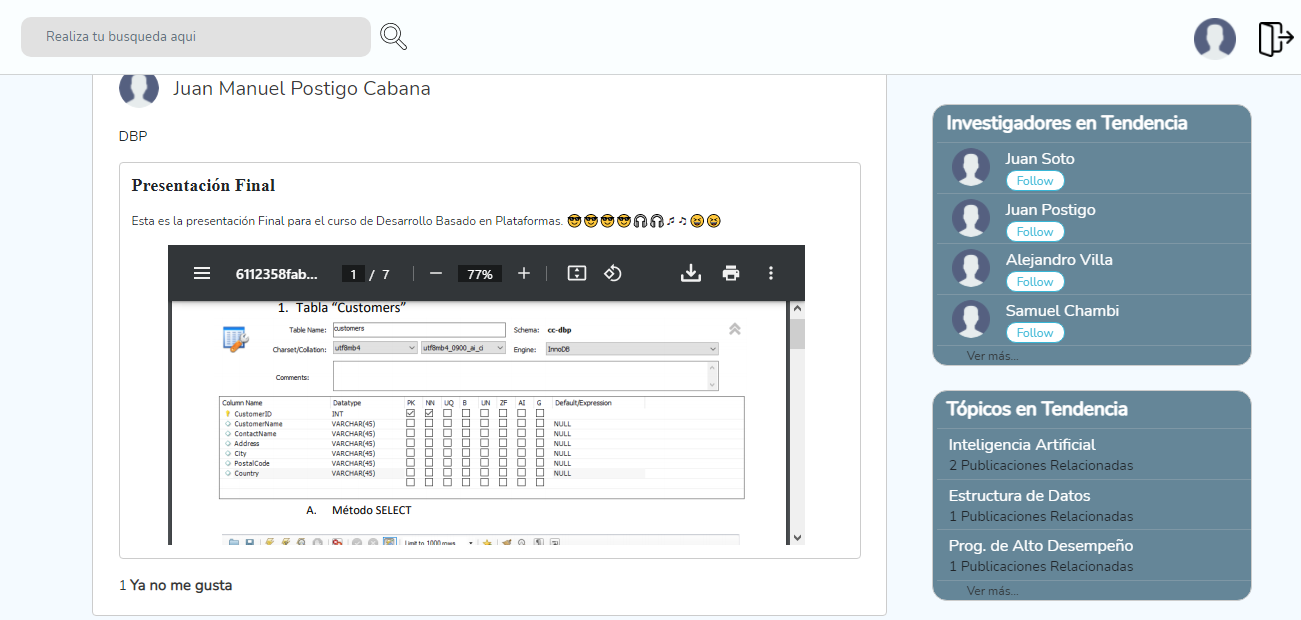 Realiza tu busqueda aqui
Juan Manuel Postigo Cabana
DBP
Presentación Final
Esta es la presentación Final para el curso de Desarrollo Basado en Plataformas. 😎😎😎😎🎧🎧🎵🎵😆😆
6112358fab... 1 / 7 77%
1. Tabla “Customers”
Table Name: customers Schema: cc-dbp
Charset/Collation: utf8mb4 utf8mb4_0900_ai_ci Engine: InnoDB
Comments:
Column Name Datatype PK NN UQ B UN ZF AI G Default/Expression
CustomerID INT
CustomerName VARCHAR(45) NULL
ContactName VARCHAR(45) NULL
Address VARCHAR(45) NULL
City VARCHAR(45) NULL
PostalCode VARCHAR(45) NULL
Country VARCHAR(45) NULL
A. Método SELECT
Limit to 1000 rows
1 Ya no me gusta
Investigadores en Tendencia
Juan Soto
Follow
Juan Postigo
Follow
Alejandro Villa
Follow
Samuel Chambi
Follow
Ver más...
Tópicos en Tendencia
Inteligencia Artificial
2 Publicaciones Relacionadas
Estructura de Datos
1 Publicaciones Relacionadas
Prog. de Alto Desempeño
1 Publicaciones Relacionadas
Ver más...